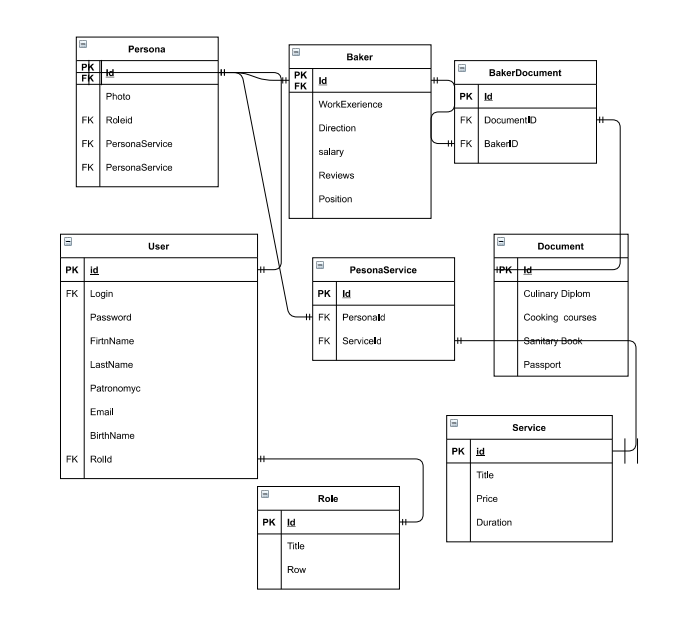 Persona
PK
FK
Id
Photo
FK Roleid
FK PersonaService
FK PersonaService
Baker
PK
FK
Id
WorkExerience
Direction
salary
Reviews
Position
BakerDocument
PK Id
FK DocumentID
FK BakerID
User
PK id
FK Login
Password
FirtnName
LastName
Patronomyc
Email
BirthName
FK RolId
PesonaService
PK Id
FK PersonaId
FK ServiceId
Document
PK Id
Culinary Diplom
Cooking courses
Sanitary Book
Passport
Service
PK id
Title
Price
Duration
Role
PK Id
Title
Row